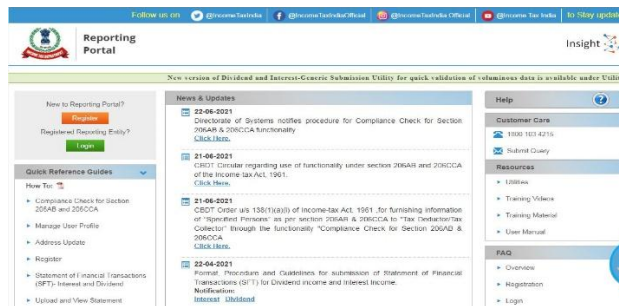 Follow us on @IncomeTaxIndia @IncomeTaxIndiaOfficial @IncomeTaxIndia Official @Income Tax India to Stay updat
Reporting
Portal
Insight
New version of Dividend and Interest-Generic Submission Utility for quick validation of voluminous data is available under Utili
New to Reporting Portal?
Register
Registered Reporting Entity?
Login
Quick Reference Guides
How To:
Compliance Check for Section
206AB and 206CCA
Manage User Profile
Address Update
Register
Statement of Financial Transactions
(SFT)- Interest and Dividend
Upload and View Statement
News & Updates
22-06-2021
Directorate of Systems notifies procedure for Compliance Check for Section
206AB & 206CCA functionality
Click Here.
21-06-2021
CBDT Circular regarding use of functionality under section 206AB and 206CCA
of the Income-tax Act, 1961.
Click Here.
21-06-2021
CBDT Order u/s 138(1)(a)(i) of Income-tax Act, 1961 ,for furnishing information
of "Specified Persons" as per section 206AB & 206CCA to "Tax Deductor/Tax
Collector" through the functionality "Compliance Check for Section 206AB &
206CCA
Click Here.
22-04-2021
Format, Procedure and Guidelines for submission of Statement of Financial
Transactions (SFT) for Dividend income and Interest Income.
Notification:
Interest Dividend
Help
Customer Care
1800 103 4215
Submit Query
Resources
Utilities
Training Videos
Training Material
User Manual
FAQ
Overview
Registration
Login